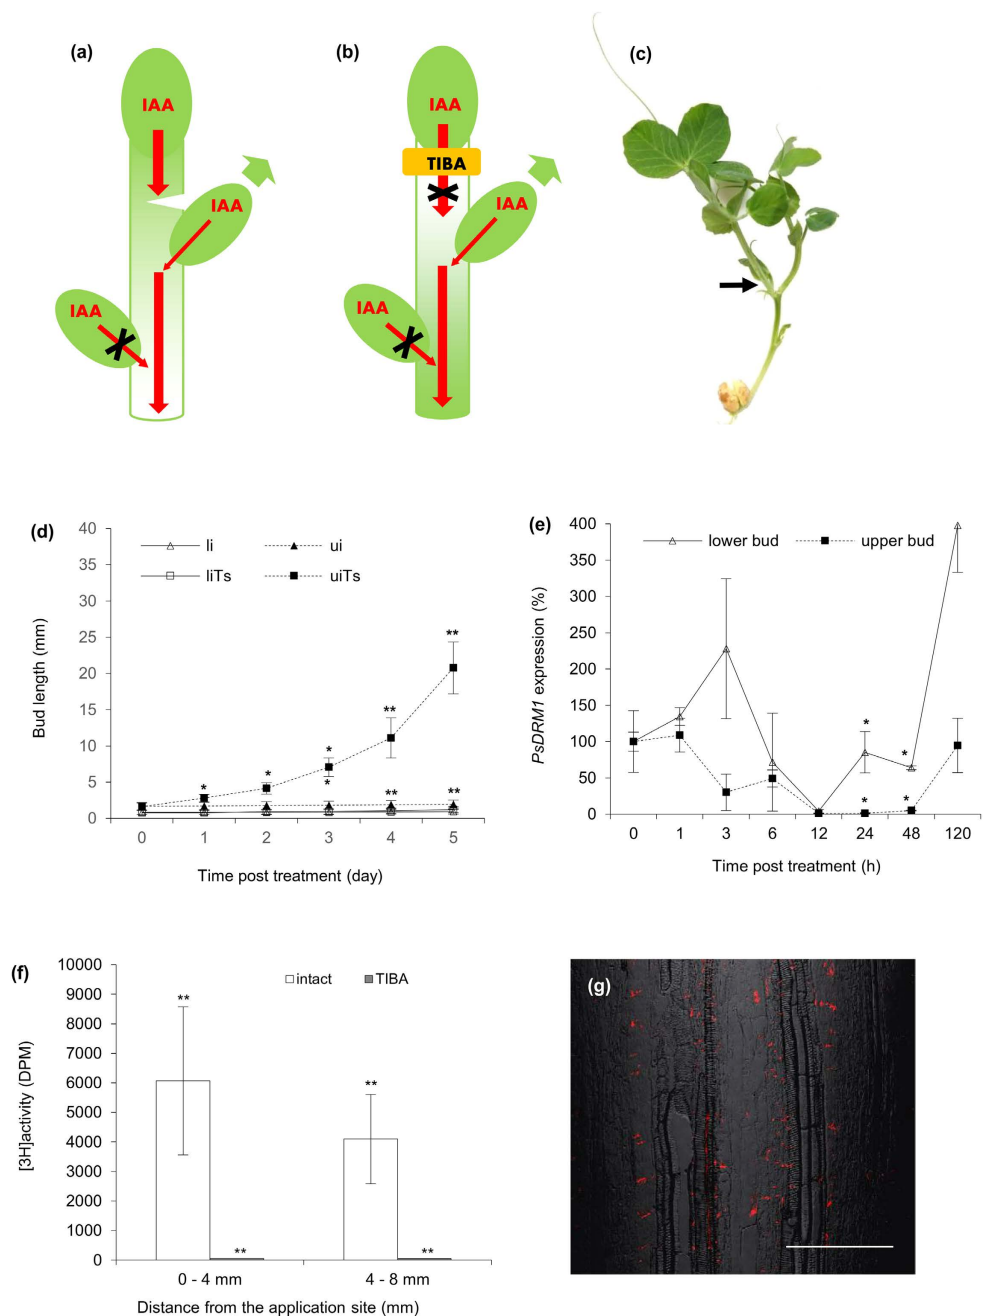 (a)
(b)
(c)
IAA
IAA
TIBA
IAA
IAA
IAA
IAA
(d)
li
ui
liTs
uiTs
40
35
30
25
20
15
10
5
0
Bud length (mm)
* * * ** **
* ** **
0 1 2 3 4 5
Time post treatment (day)
(e)
lower bud
upper bud
400
350
300
250
200
150
100
50
0
PsDRM1 expression (%)
* *
* *
0 1 3 6 12 24 48 120
Time post treatment (h)
(f)
intact
TIBA
10000
9000
8000
7000
6000
5000
4000
3000
2000
1000
0
[3H]activity (DPM)
** ** ** **
0 - 4 mm
4 - 8 mm
Distance from the application site (mm)
(g)